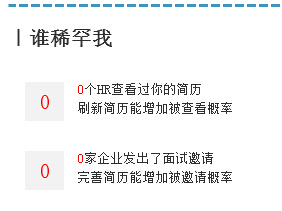 谁稀罕我
0
0个HR查看过你的简历
刷新简历能增加被查看概率
0
0家企业发出了面试邀请
完善简历能增加被邀请概率